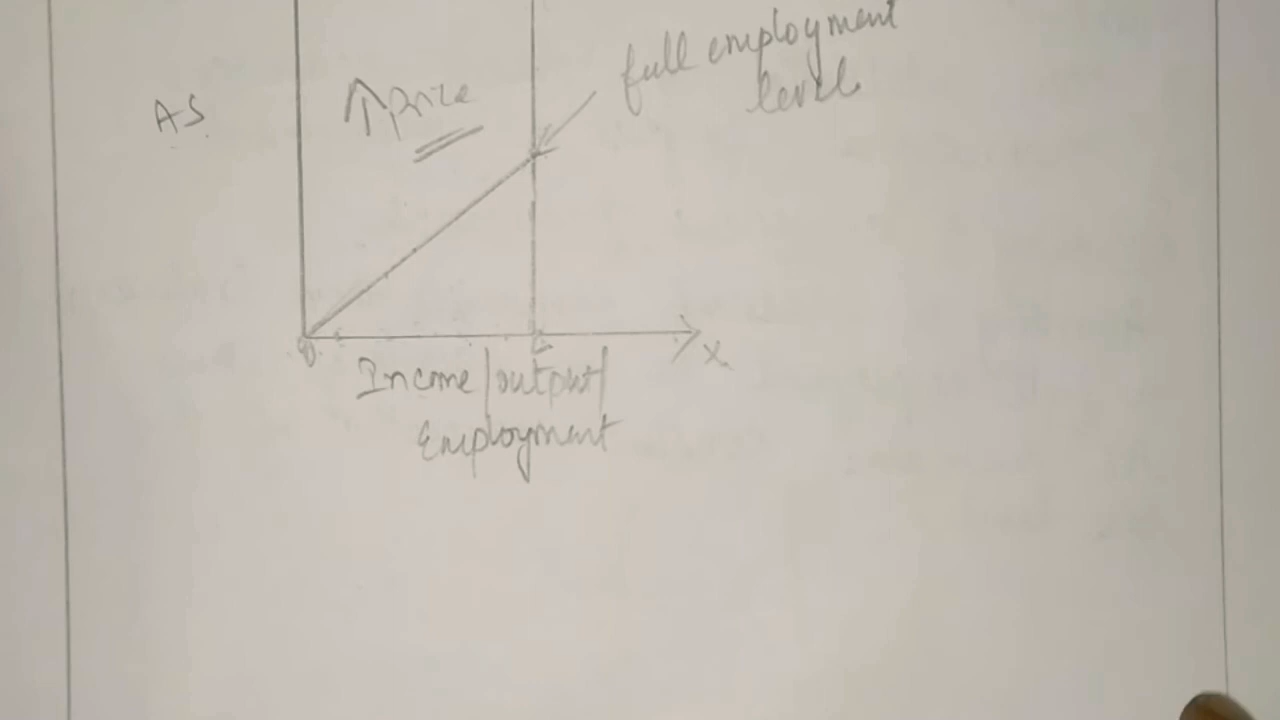 full employment
level
↑ Price
AS
O
X
Income/output/
Employment